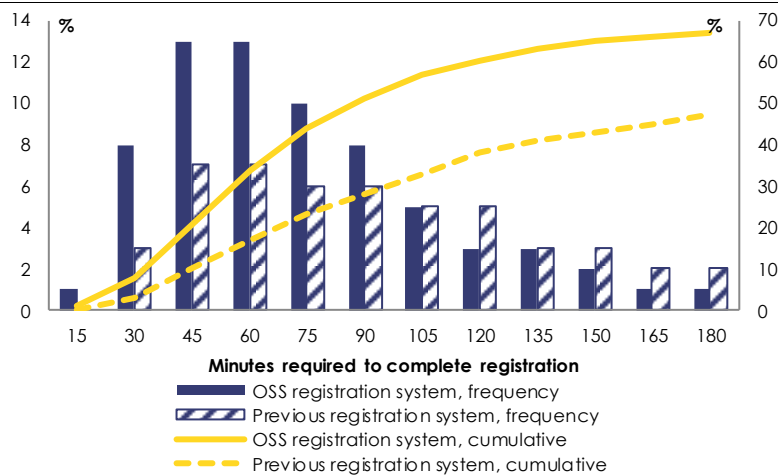 14 % % 70
12 60
10 50
8 40
6 30
4 20
2 10
0 0
15 30 45 60 75 90 105 120 135 150 165 180
Minutes required to complete registration
OSS registration system, frequency
Previous registration system, frequency
OSS registration system, cumulative
Previous registration system, cumulative